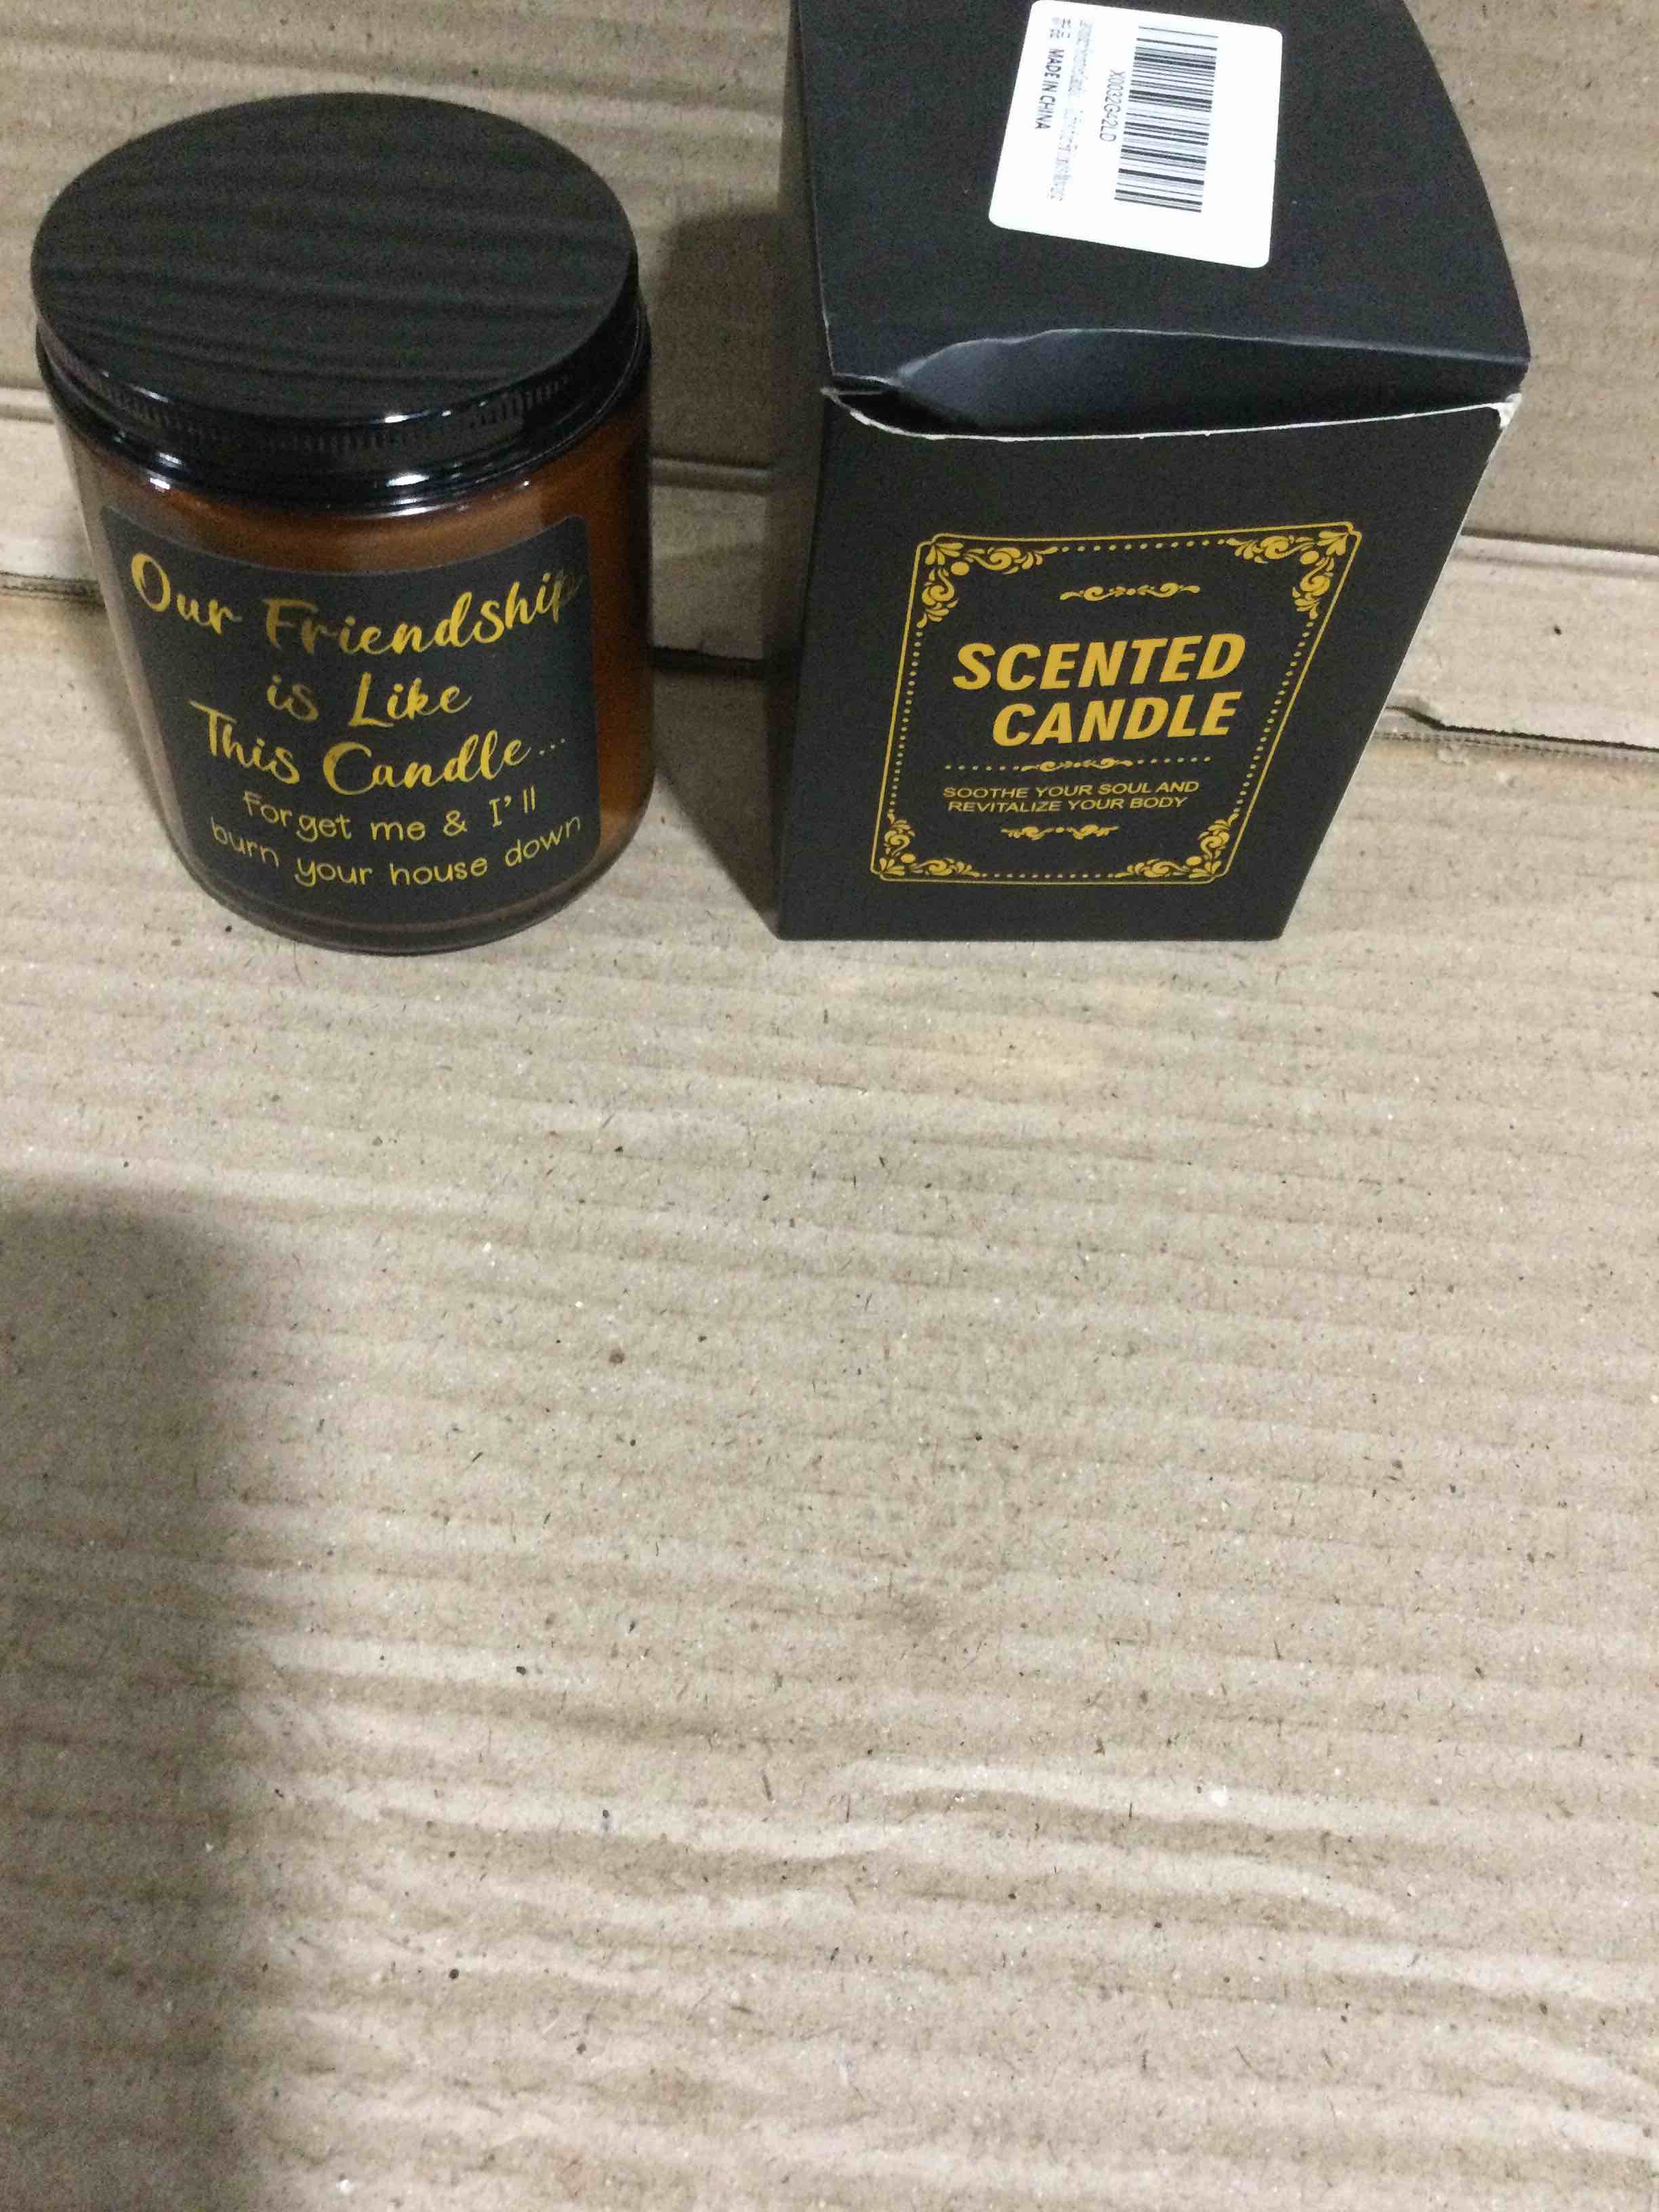 Our Friendship
is Like
This Candle...
Forget me & I'll
burn your house down
X0032G42LD
MADE IN CHINA
SCENTED
CANDLE
SOOTHE YOUR SOUL AND
REVITALIZE YOUR BODY